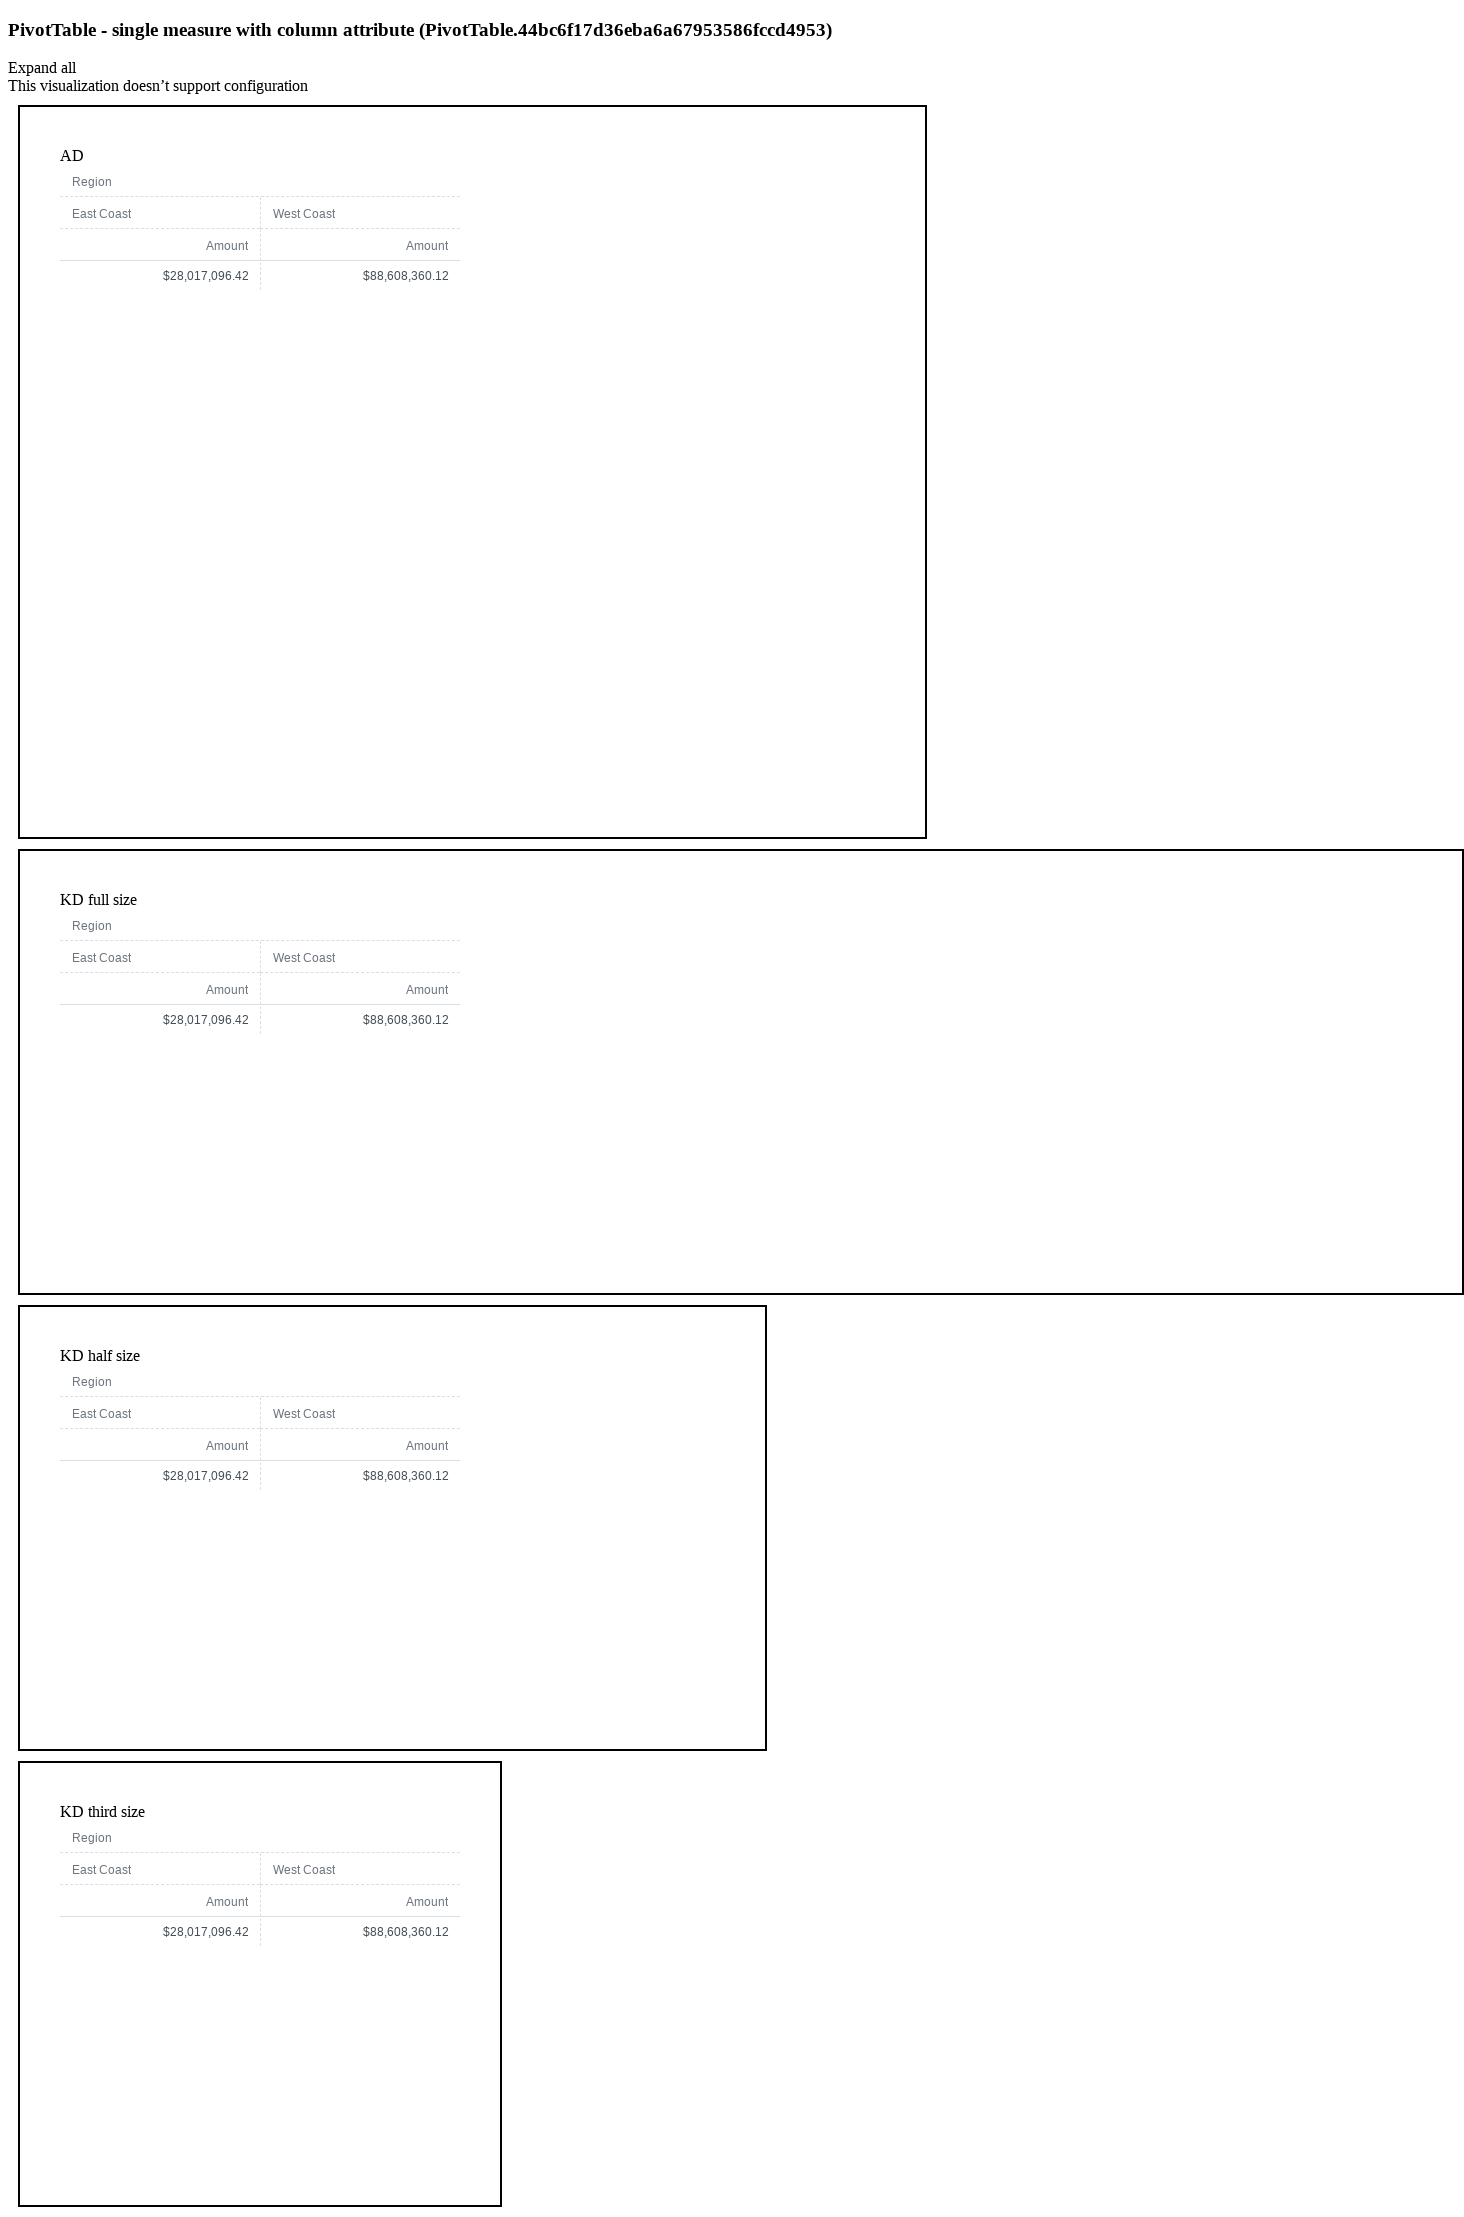 PivotTable - single measure with column attribute (PivotTable.44bc6f17d36eba6a67953586fccd4953)
Expand all
This visualization doesn’t support configuration
AD
Region
East Coast West Coast
Amount Amount
$28,017,096.42 $88,608,360.12
KD full size
Region
East Coast West Coast
Amount Amount
$28,017,096.42 $88,608,360.12
KD half size
Region
East Coast West Coast
Amount Amount
$28,017,096.42 $88,608,360.12
KD third size
Region
East Coast West Coast
Amount Amount
$28,017,096.42 $88,608,360.12